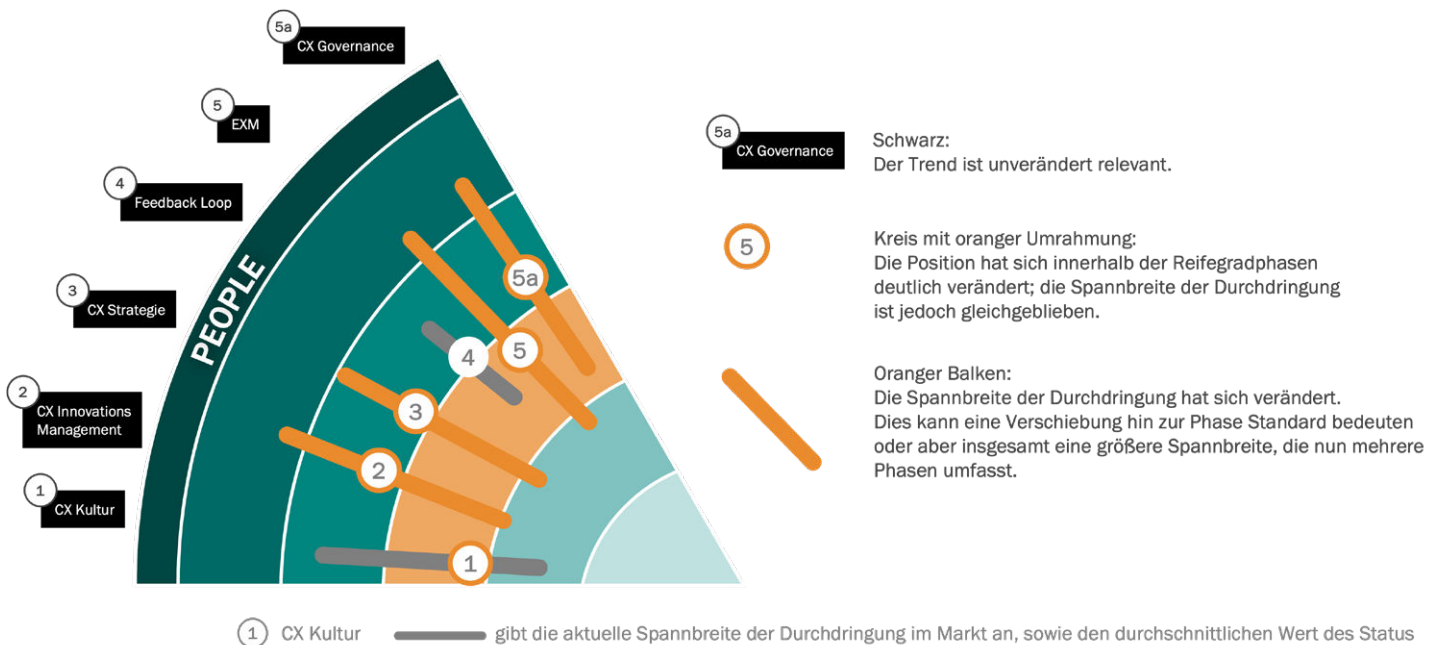 5a
CX Governance
5
EXM
4
Feedback Loop
3
CX Strategie
2
CX Innovations
Management
1
CX Kultur
PEOPLE
5a
5
4
3
2
1
5a
CX Governance
Schwarz:
Der Trend ist unverändert relevant.
5
Kreis mit oranger Umrahmung:
Die Position hat sich innerhalb der Reifegradphasen
deutlich verändert; die Spannbreite der Durchdringung
ist jedoch gleichgeblieben.
Oranger Balken:
Die Spannbreite der Durchdringung hat sich verändert.
Dies kann eine Verschiebung hin zur Phase Standard bedeuten
oder aber insgesamt eine größere Spannbreite, die nun mehrere
Phasen umfasst.
1 CX Kultur gibt die aktuelle Spannbreite der Durchdringung im Markt an, sowie den durchschnittlichen Wert des Status